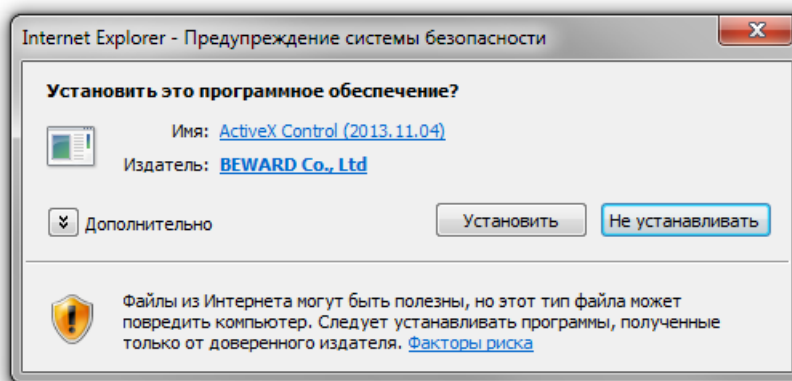 Internet Explorer - Предупреждение системы безопасности
Установить это программное обеспечение?
Имя: ActiveX Control (2013.11.04)
Издатель: BEWARD Co., Ltd
Дополнительно
Установить
Не устанавливать
Файлы из Интернета могут быть полезны, но этот тип файла может
повредить компьютер. Следует устанавливать программы, полученные
только от доверенного издателя. Факторы риска